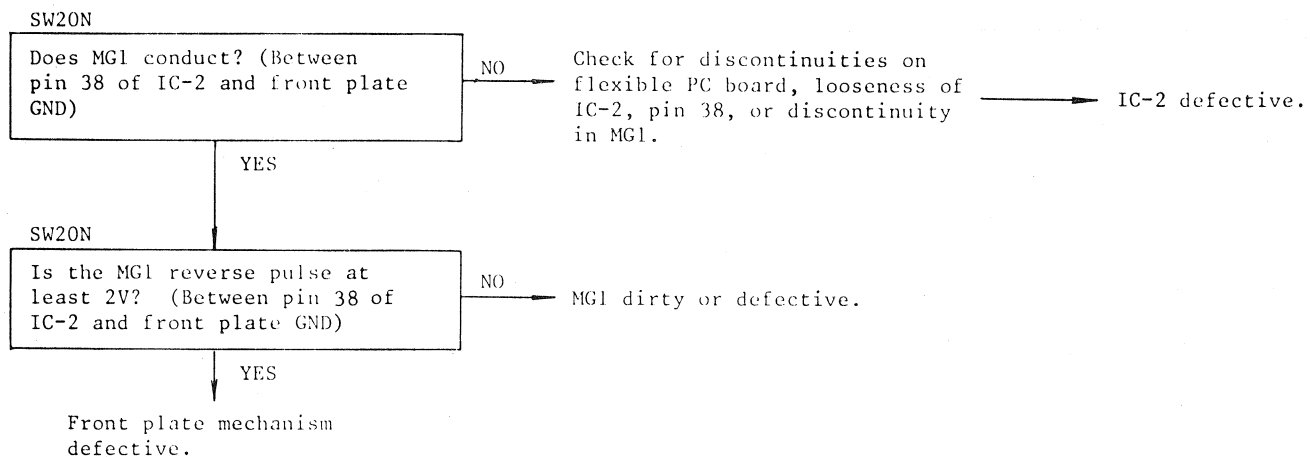 SW2ON
Does MG1 conduct? (Between
pin 38 of IC-2 and front plate
GND)
NO
Check for discontinuities on
flexible PC board, looseness of
IC-2, pin 38, or discontinuity
in MG1.
IC-2 defective.
YES
SW2ON
Is the MG1 reverse pulse at
least 2V? (Between pin 38 of
IC-2 and front plate GND)
NO
MG1 dirty or defective.
YES
Front plate mechanism
defective.